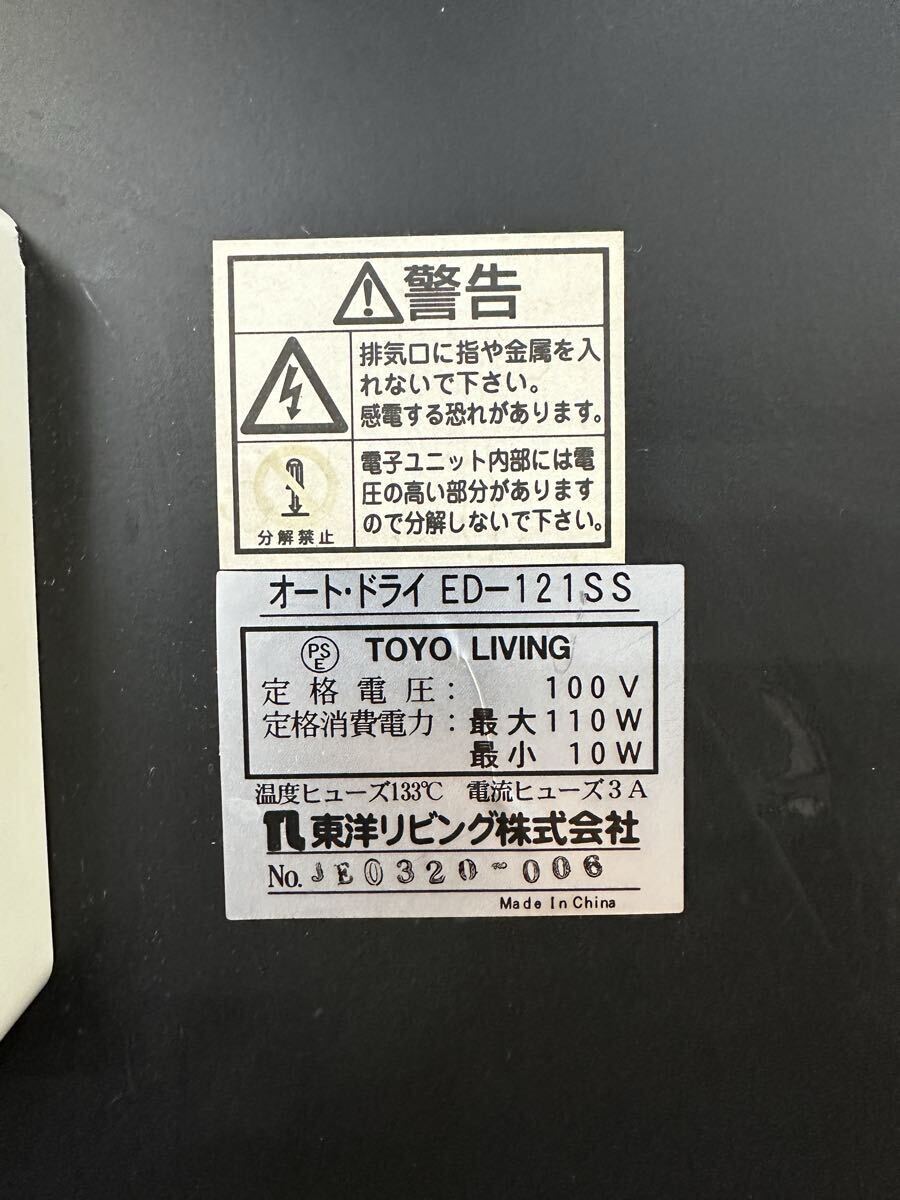 警告
排気口に指や金属を入
れないで下さい。
感電する恐れがあります。
電子ユニット内部には電
圧の高い部分があります
ので分解しないで下さい。
分解禁止
オート・ドライ ED-121SS
PSE TOYO LIVING
定格電圧: 100V
定格消費電力: 最大110W
最小 10W
温度ヒューズ133℃ 電流ヒューズ3A
東洋リビング株式会社
No. JE0320-006
Made In China